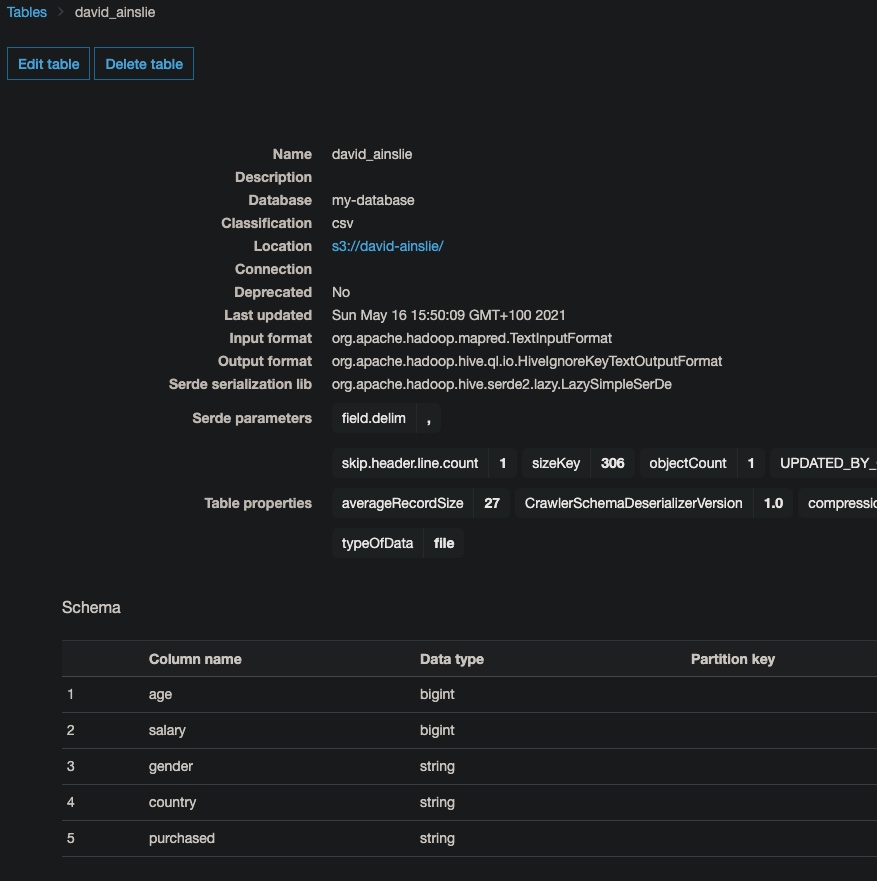 Tables > david_ainslie
Edit table Delete table
Name david_ainslie
Description
Database my-database
Classification csv
Location s3://david-ainslie/
Connection
Deprecated No
Last updated Sun May 16 15:50:09 GMT+100 2021
Input format org.apache.hadoop.mapred.TextInputFormat
Output format org.apache.hadoop.hive.ql.io.HiveIgnoreKeyTextOutputFormat
Serde serialization lib org.apache.hadoop.hive.serde2.lazy.LazySimpleSerDe
Serde parameters field.delim ,
skip.header.line.count 1 sizeKey 306 objectCount 1 UPDATED_BY_
Table properties averageRecordSize 27 CrawlerSchemaDeserializerVersion 1.0
typeOfData file
Schema
Column name Data type Partition key
1 age bigint
2 salary bigint
3 gender string
4 country string
5 purchased string